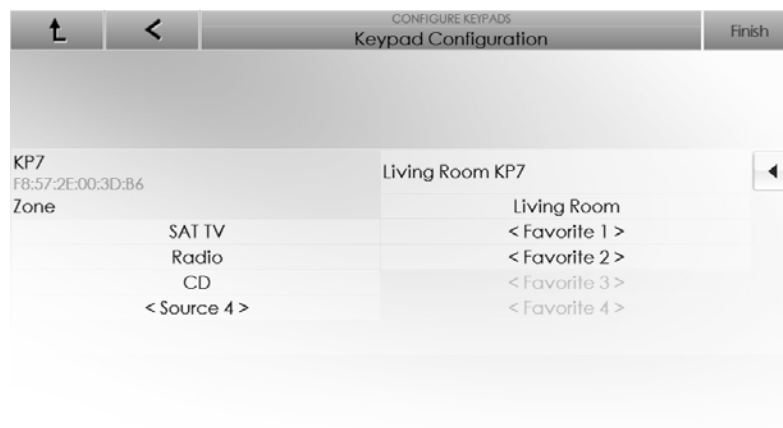 CONFIGURE KEYPADS
Keypad Configuration
Finish
KP7
F8:57:2E:00:3D:B6
Living Room KP7
Zone
Living Room
SAT TV
< Favorite 1 >
Radio
< Favorite 2 >
CD
< Favorite 3 >
< Source 4 >
< Favorite 4 >